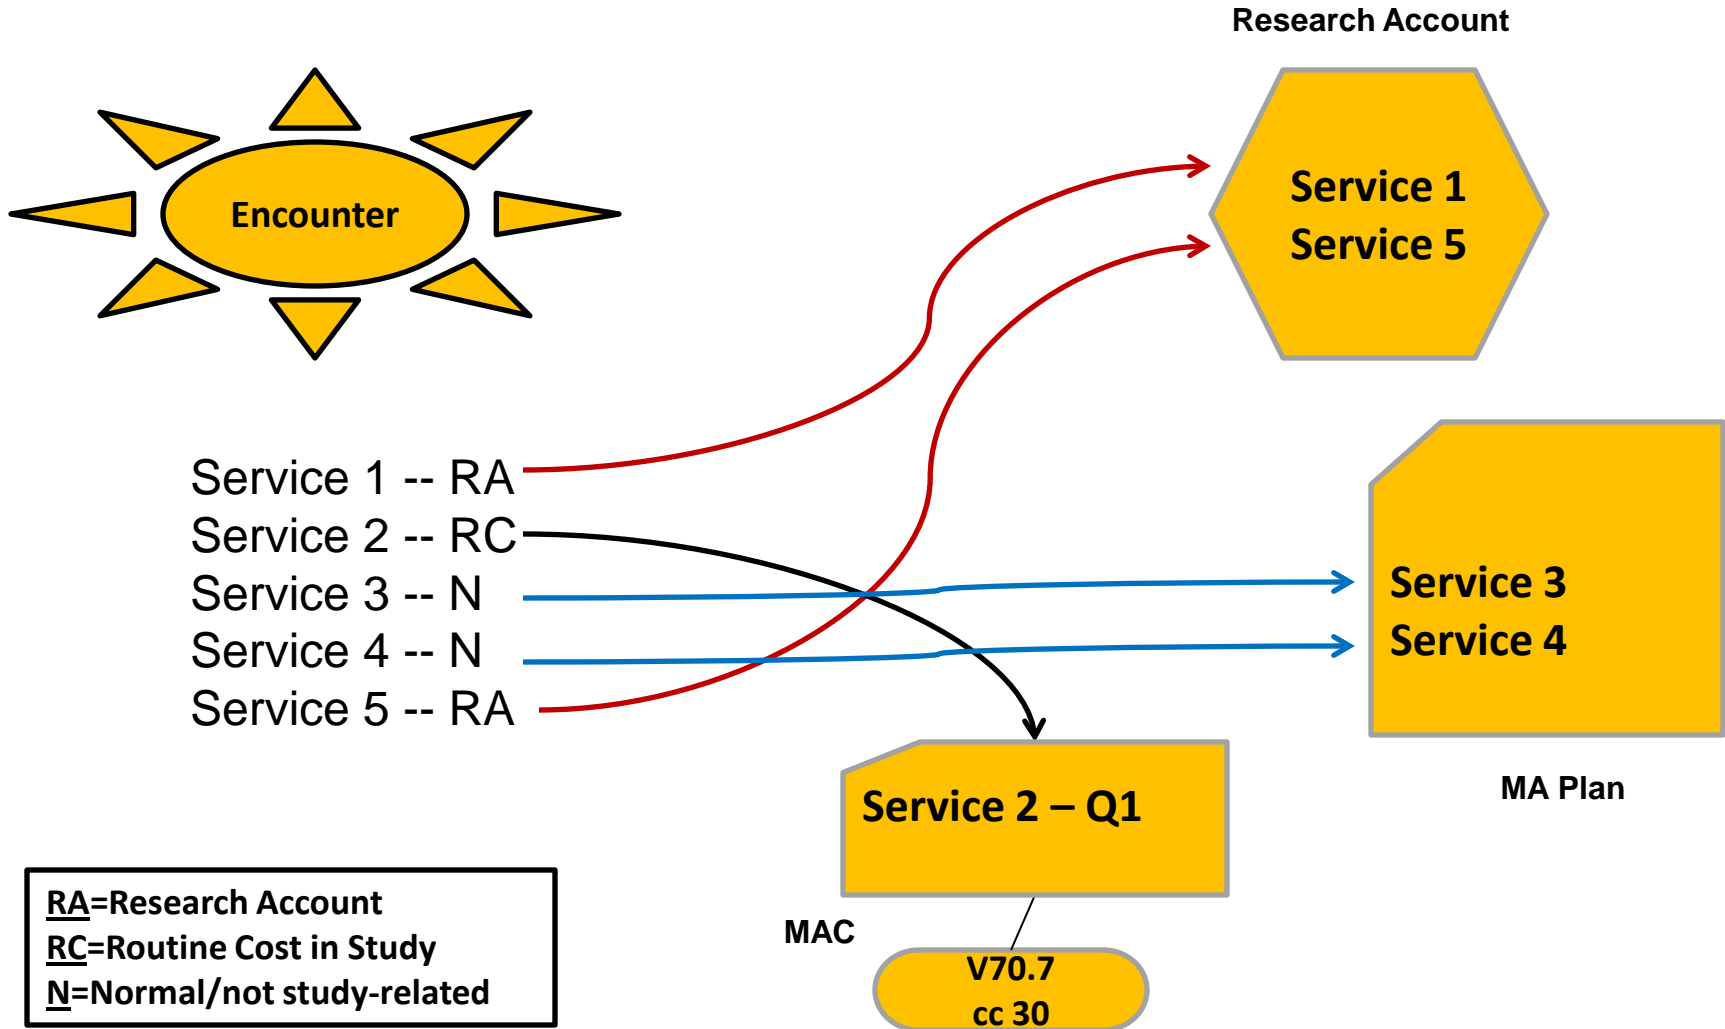 Research Account
Encounter
Service 1
Service 5
Service 1 -- RA
Service 2 -- RC
Service 3 -- N
Service 4 -- N
Service 5 -- RA
Service 3
Service 4
MA Plan
Service 2 – Q1
MAC
V70.7
cc 30
RA=Research Account
RC=Routine Cost in Study
N=Normal/not study-related